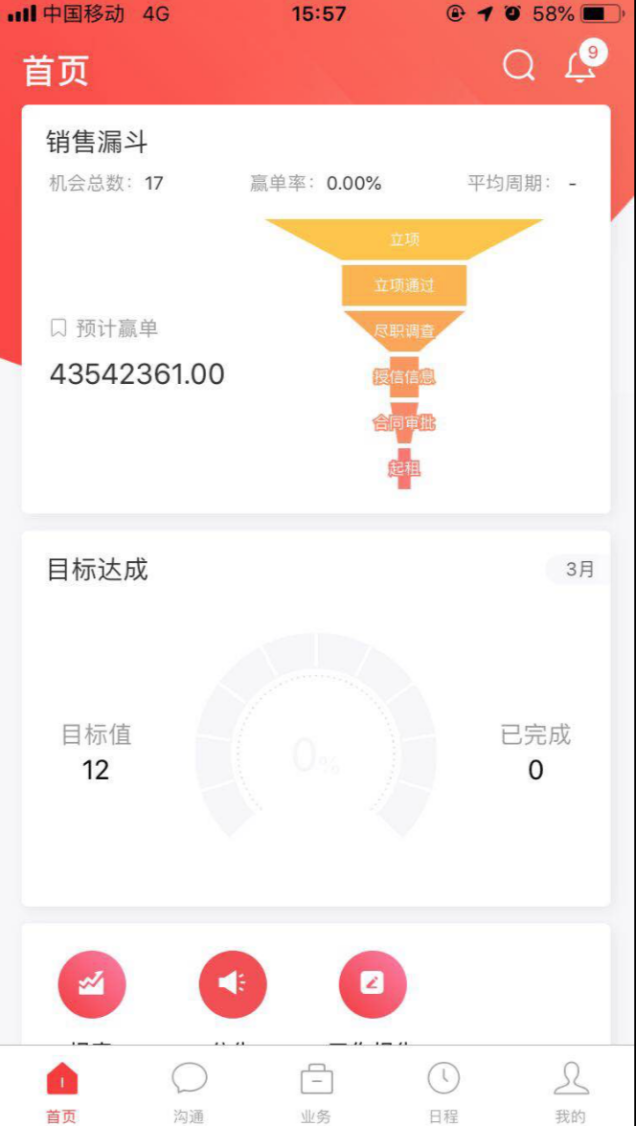 中国移动 4G 15:57 58%
首页 9
销售漏斗
机会总数：17 赢单率：0.00% 平均周期： -
立项
立项通过
尽职调查
预计赢单
43542361.00
授信信息
合同审批
起租
目标达成 3月
目标值 0% 已完成
12 0
首页 沟通 业务 日程 我的